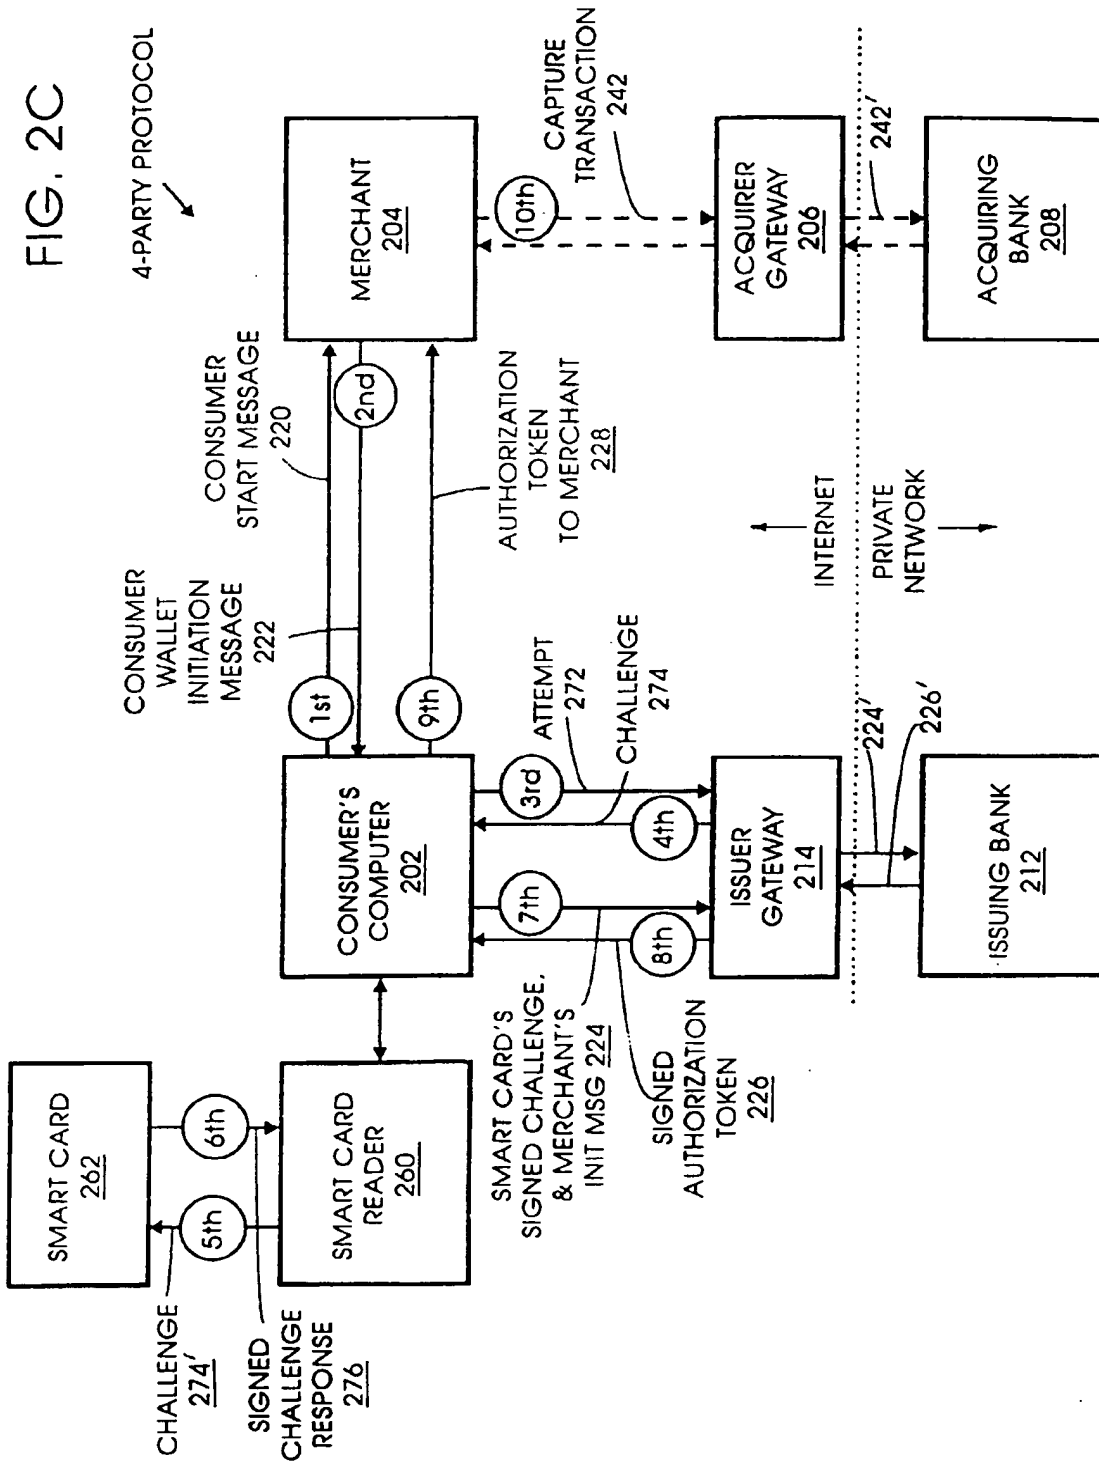 FIG. 2C
4-PARTY PROTOCOL
SMART CARD
262
CHALLENGE
274'
5th
6th
SIGNED
CHALLENGE
RESPONSE
276
SMART CARD
READER
260
CONSUMER'S
COMPUTER
202
CONSUMER
WALLET
INITIATION
MESSAGE
222
CONSUMER
START MESSAGE
220
1st
2nd
9th
AUTHORIZATION
TOKEN
TO MERCHANT
228
MERCHANT
204
3rd
ATTEMPT
272
4th
CHALLENGE
274
7th
SMART CARD'S
SIGNED CHALLENGE,
& MERCHANT'S
INIT MSG 224
8th
SIGNED
AUTHORIZATION
TOKEN
226
10th
CAPTURE
TRANSACTION
242
ISSUER
GATEWAY
214
ACQUIRER
GATEWAY
206
INTERNET
PRIVATE
NETWORK
224'
226'
242'
ISSUING BANK
212
ACQUIRING
BANK
208